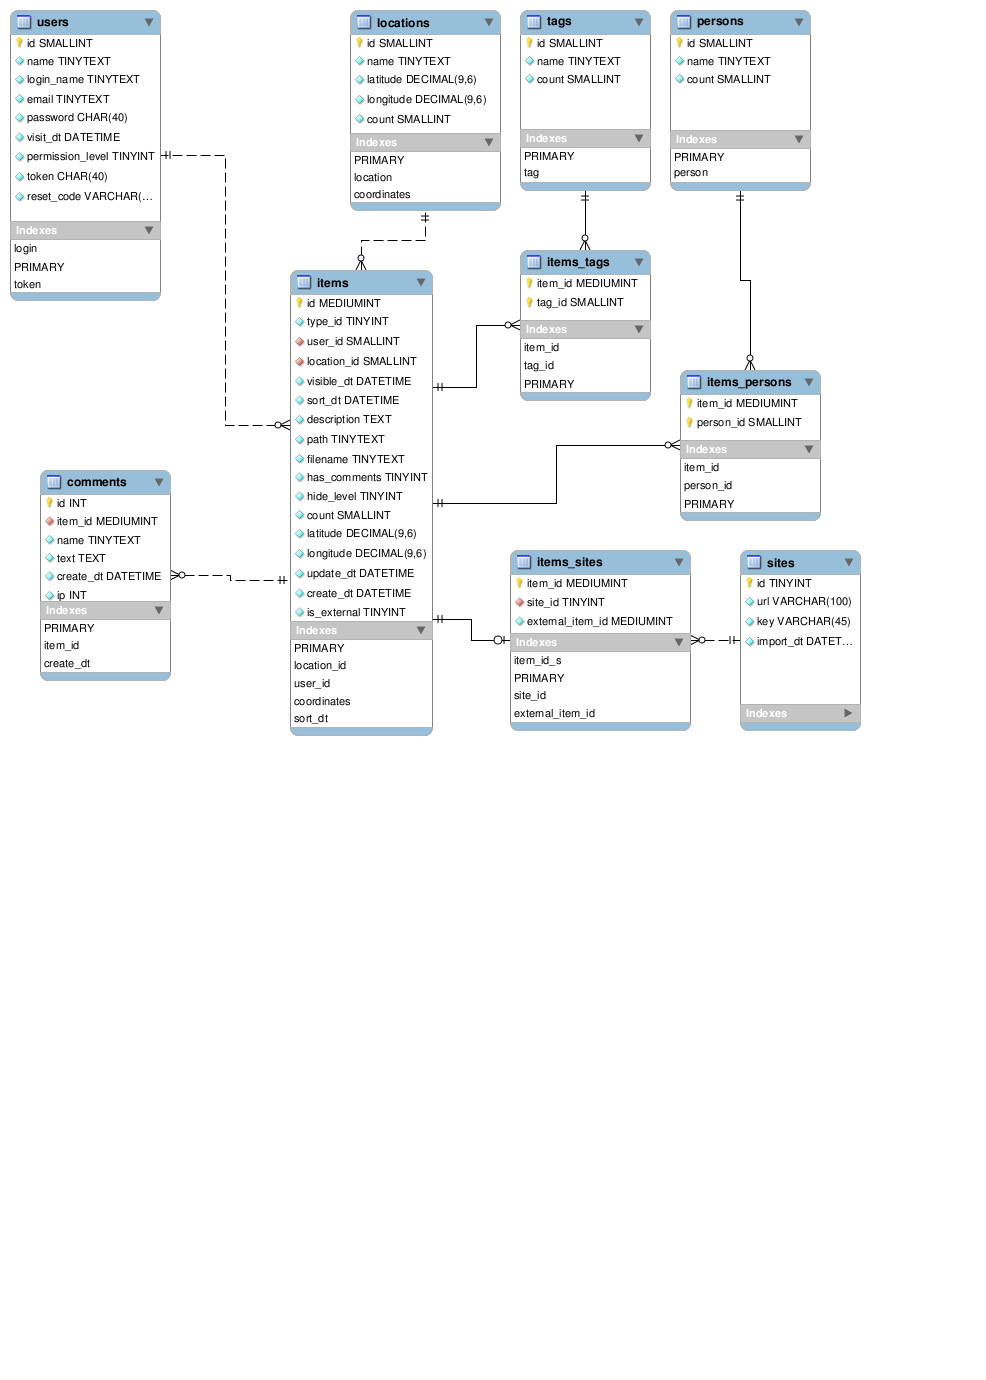 users
id SMALLINT
name TINYTEXT
login_name TINYTEXT
email TINYTEXT
password CHAR(40)
visit_dt DATETIME
permission_level TINYINT
token CHAR(40)
reset_code VARCHAR(...
Indexes
login
PRIMARY
token
locations
id SMALLINT
name TINYTEXT
latitude DECIMAL(9,6)
longitude DECIMAL(9,6)
count SMALLINT
Indexes
PRIMARY
location
coordinates
tags
id SMALLINT
name TINYTEXT
count SMALLINT
Indexes
PRIMARY
tag
persons
id SMALLINT
name TINYTEXT
count SMALLINT
Indexes
PRIMARY
person
items
id MEDIUMINT
type_id TINYINT
user_id SMALLINT
location_id SMALLINT
visible_dt DATETIME
sort_dt DATETIME
description TEXT
path TINYTEXT
filename TINYTEXT
has_comments TINYINT
hide_level TINYINT
count SMALLINT
latitude DECIMAL(9,6)
longitude DECIMAL(9,6)
update_dt DATETIME
create_dt DATETIME
is_external TINYINT
Indexes
PRIMARY
location_id
user_id
coordinates
sort_dt
items_tags
item_id MEDIUMINT
tag_id SMALLINT
Indexes
item_id
tag_id
PRIMARY
items_persons
item_id MEDIUMINT
person_id SMALLINT
Indexes
item_id
person_id
PRIMARY
comments
id INT
item_id MEDIUMINT
name TINYTEXT
text TEXT
create_dt DATETIME
ip INT
Indexes
PRIMARY
item_id
create_dt
items_sites
item_id MEDIUMINT
site_id TINYINT
external_item_id MEDIUMINT
Indexes
item_id_s
PRIMARY
site_id
external_item_id
sites
id TINYINT
url VARCHAR(100)
key VARCHAR(45)
import_dt DATET...
Indexes